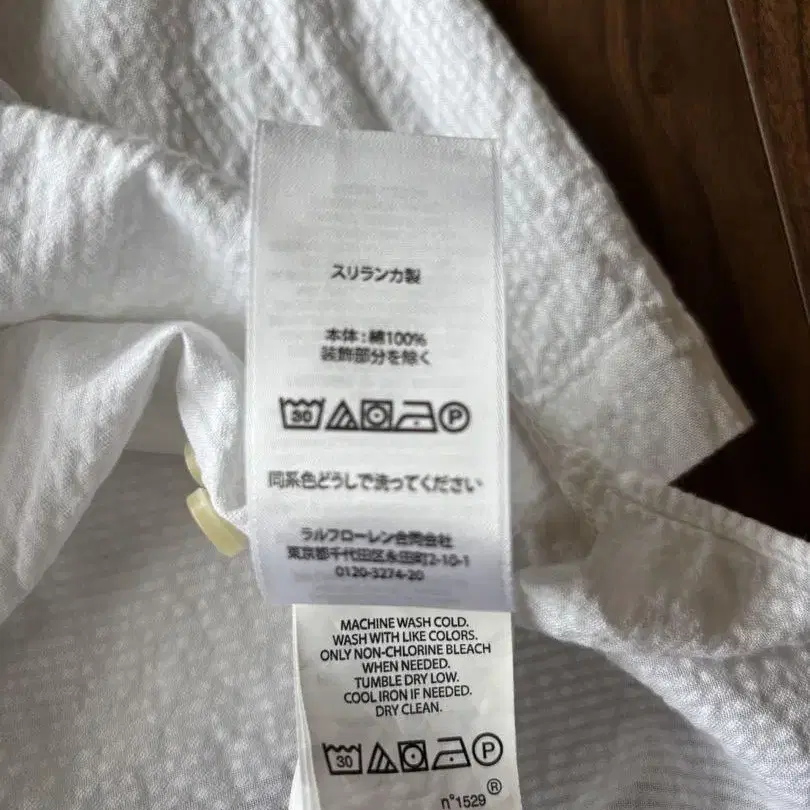 スリランカ製
本体:綿100%
装飾部分を除く
30 P
同系色どうしで洗ってください
ラルフローレン合同会社
東京都千代田区永田町2-10-1
0120-3274-20
MACHINE WASH COLD.
WASH WITH LIKE COLORS.
ONLY NON-CHLORINE BLEACH
WHEN NEEDED.
TUMBLE DRY LOW.
COOL IRON IF NEEDED.
DRY CLEAN.
30 P
n°1529 ®